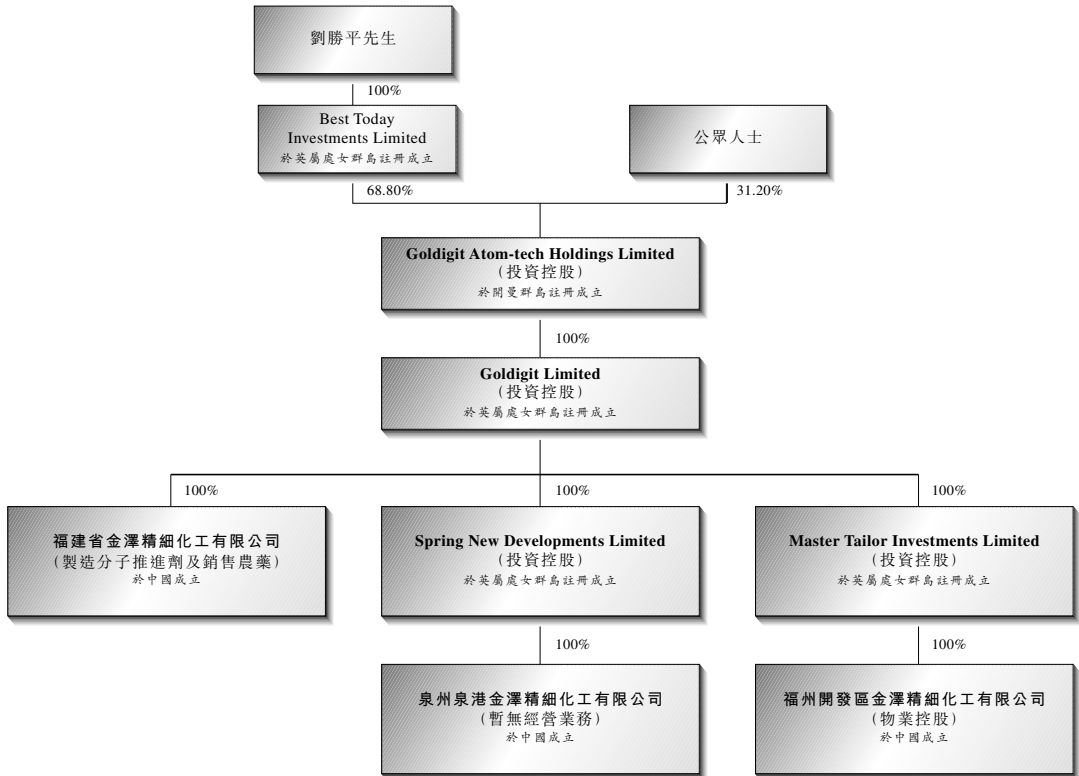 劉勝平先生
100%
Best Today
Investments Limited
於英屬處女群島註冊成立
公眾人士
68.80%
31.20%
Goldigit Atom-tech Holdings Limited
(投資控股)
於開曼群島註冊成立
100%
Goldigit Limited
(投資控股)
於英屬處女群島註冊成立
100%
100%
100%
福建省金澤精細化工有限公司
(製造分子推進劑及銷售農藥)
於中國成立
Spring New Developments Limited
(投資控股)
於英屬處女群島註冊成立
Master Tailor Investments Limited
(投資控股)
於英屬處女群島註冊成立
100%
100%
泉州泉港金澤精細化工有限公司
(暫無經營業務)
於中國成立
福州開發區金澤精細化工有限公司
(物業控股)
於中國成立